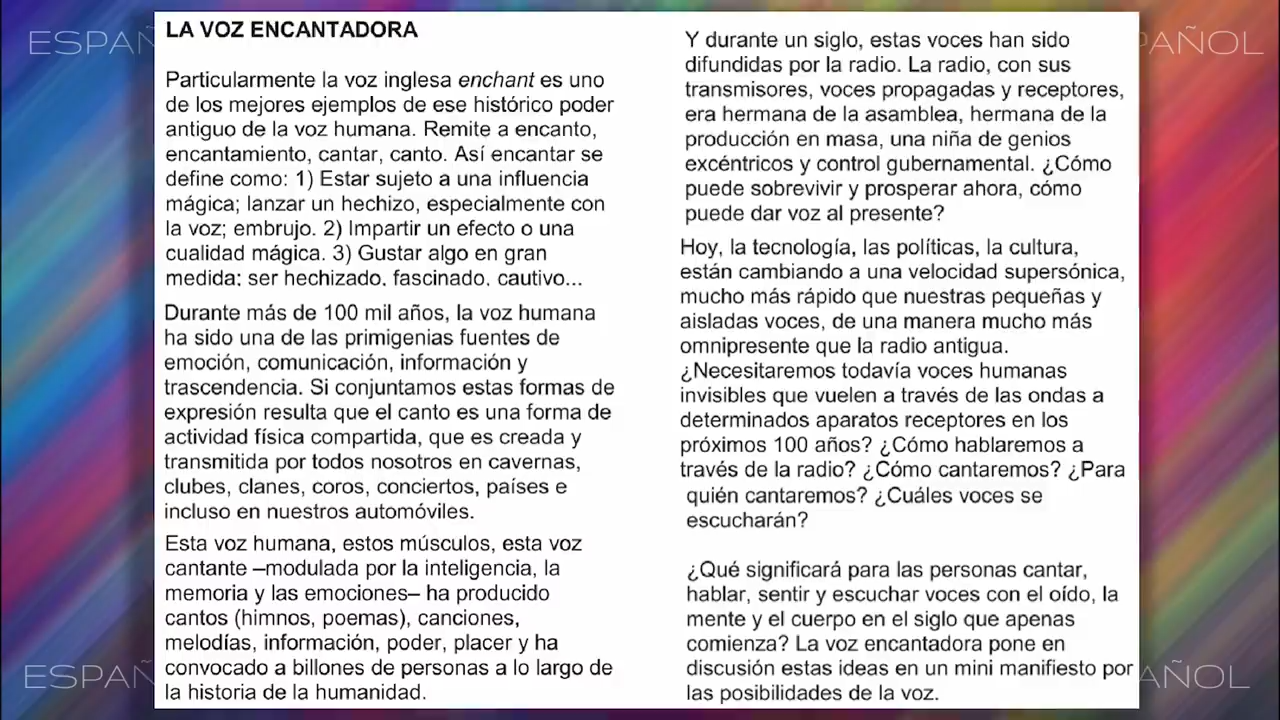 LA VOZ ENCANTADORA
Particularmente la voz inglesa enchant es uno
de los mejores ejemplos de ese histórico poder
antiguo de la voz humana. Remite a encanto,
encantamiento, cantar, canto. Así encantar se
define como: 1) Estar sujeto a una influencia
mágica; lanzar un hechizo, especialmente con
la voz; embrujo. 2) Impartir un efecto o una
cualidad mágica. 3) Gustar algo en gran
medida; ser hechizado, fascinado, cautivo...
Durante más de 100 mil años, la voz humana
ha sido una de las primigenias fuentes de
emoción, comunicación, información y
trascendencia. Si conjuntamos estas formas de
expresión resulta que el canto es una forma de
actividad física compartida, que es creada y
transmitida por todos nosotros en cavernas,
clubes, clanes, coros, conciertos, países e
incluso en nuestros automóviles.
Esta voz humana, estos músculos, esta voz
cantante –modulada por la inteligencia, la
memoria y las emociones– ha producido
cantos (himnos, poemas), canciones,
melodías, información, poder, placer y ha
convocado a billones de personas a lo largo de
la historia de la humanidad.
Y durante un siglo, estas voces han sido
difundidas por la radio. La radio, con sus
transmisores, voces propagadas y receptores,
era hermana de la asamblea, hermana de la
producción en masa, una niña de genios
excéntricos y control gubernamental. ¿Cómo
puede sobrevivir y prosperar ahora, cómo
puede dar voz al presente?
Hoy, la tecnología, las políticas, la cultura,
están cambiando a una velocidad supersónica,
mucho más rápido que nuestras pequeñas y
aisladas voces, de una manera mucho más
omnipresente que la radio antigua.
¿Necesitaremos todavía voces humanas
invisibles que vuelen a través de las ondas a
determinados aparatos receptores en los
próximos 100 años? ¿Cómo hablaremos a
través de la radio? ¿Cómo cantaremos? ¿Para
quién cantaremos? ¿Cuáles voces se
escucharán?
¿Qué significará para las personas cantar,
hablar, sentir y escuchar voces con el oído, la
mente y el cuerpo en el siglo que apenas
comienza? La voz encantadora pone en
discusión estas ideas en un mini manifiesto por
las posibilidades de la voz.
ESPAÑ
PAÑOL
ESPAÑ
AÑOL